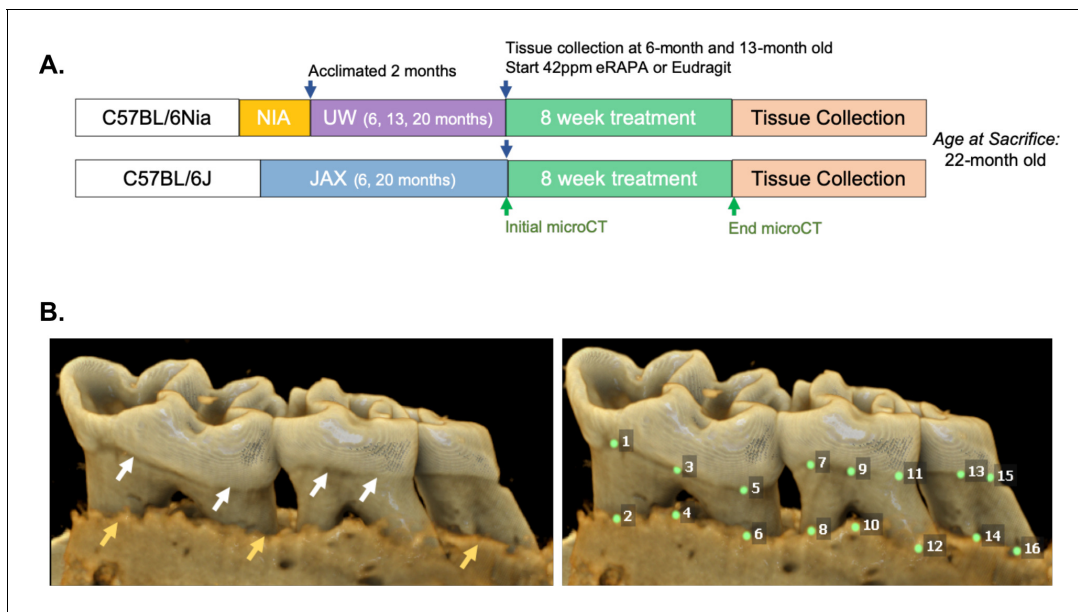 A.
Tissue collection at 6-month and 13-month old
Acclimated 2 months
Start 42ppm eRAPA or Eudragit
C57BL/6Nia NIA UW (6, 13, 20 months) 8 week treatment Tissue Collection
Age at Sacrifice:
22-month old
C57BL/6J JAX (6, 20 months) 8 week treatment Tissue Collection
Initial microCT End microCT
B.
1
3
5
2
4
6
7
9
11
13
15
8
10
12
14
16